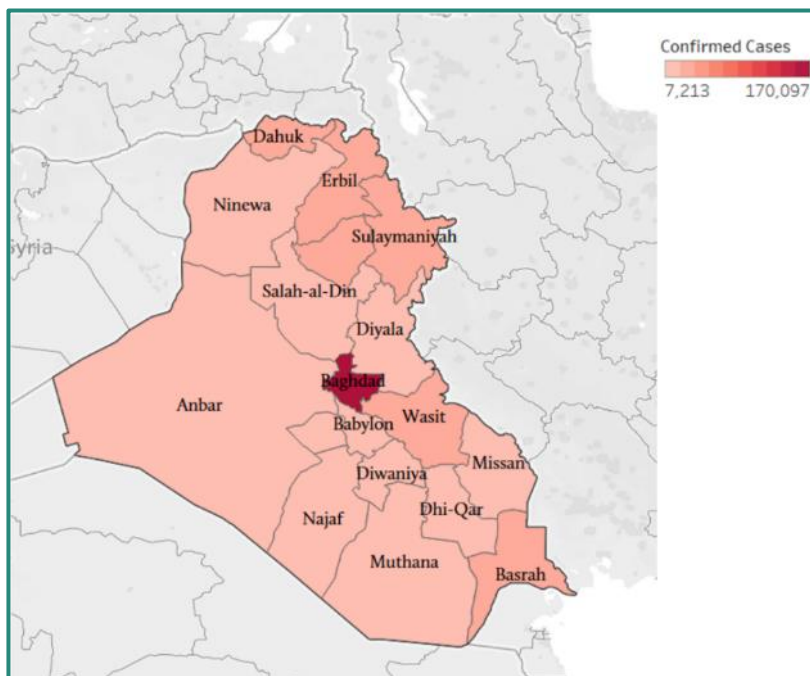 Confirmed Cases
7,213 170,097
Dahuk
Erbil
Ninewa
Sulaymaniyah
Syria
Salah-al-Din
Diyala
Baghdad
Anbar
Wasit
Babylon
Missan
Diwaniya
Dhi-Qar
Najaf
Muthana
Basrah